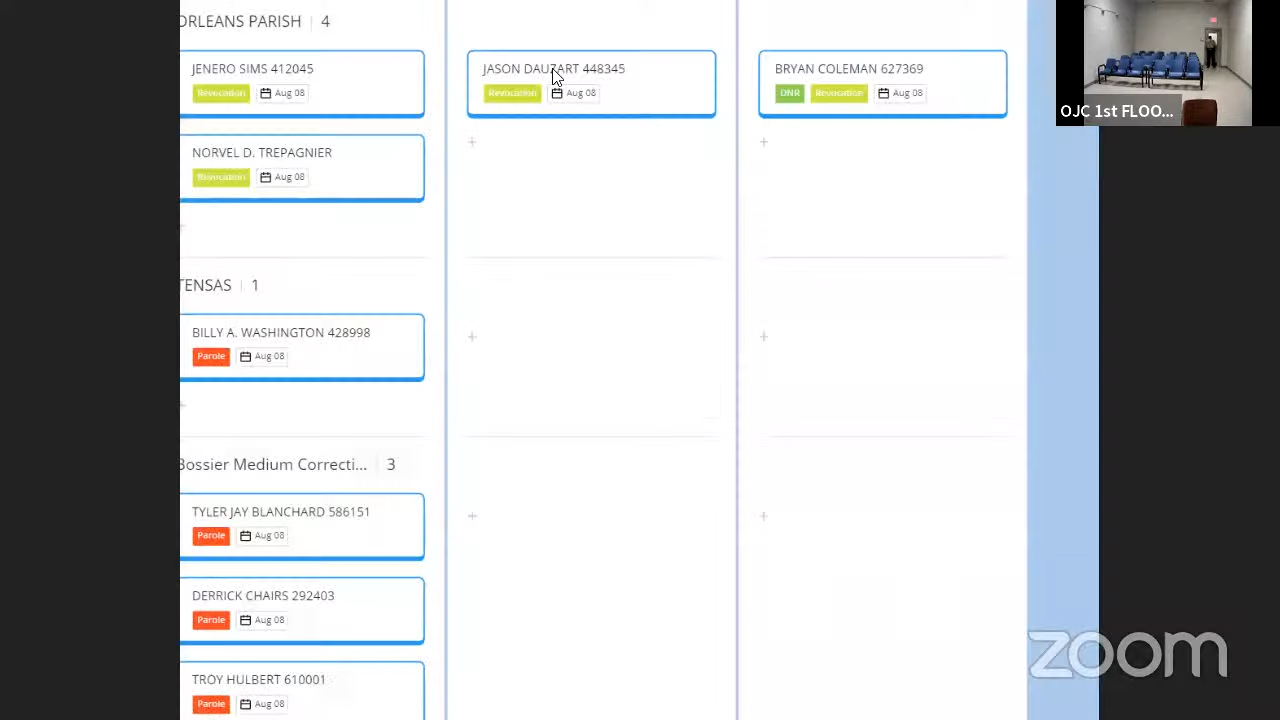 ORLEANS PARISH | 4
JENERO SIMS 412045
Revocation Aug 08
NORVEL D. TREPAGNIER
Revocation Aug 08
JASON DAUZART 448345
Revocation Aug 08
BRYAN COLEMAN 627369
DNR Revocation Aug 08
TENSAS | 1
BILLY A. WASHINGTON 428998
Parole Aug 08
Bossier Medium Correcti... | 3
TYLER JAY BLANCHARD 586151
Parole Aug 08
DERRICK CHAIRS 292403
Parole Aug 08
TROY HULBERT 610001
Parole Aug 08
OJC 1st FLOO...
zoom